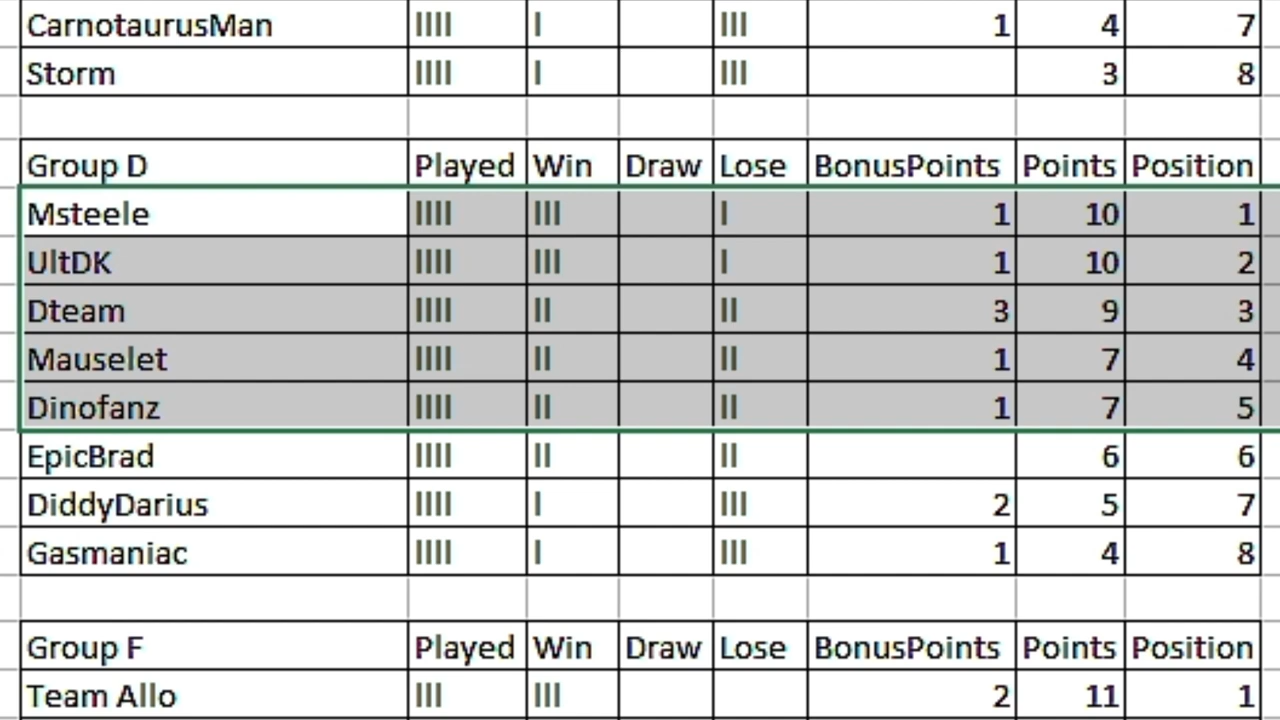 CarnotaurusMan IIII I III 1 4 7
Storm IIII I III 3 8
Group D Played Win Draw Lose BonusPoints Points Position
Msteele IIII III I 1 10 1
UltDK IIII III I 1 10 2
Dteam IIII II II 3 9 3
Mauselet IIII II II 1 7 4
Dinofanz IIII II II 1 7 5
EpicBrad IIII II II 6 6
DiddyDarius IIII I III 2 5 7
Gasmaniac IIII I III 1 4 8
Group F Played Win Draw Lose BonusPoints Points Position
Team Allo III III 2 11 1